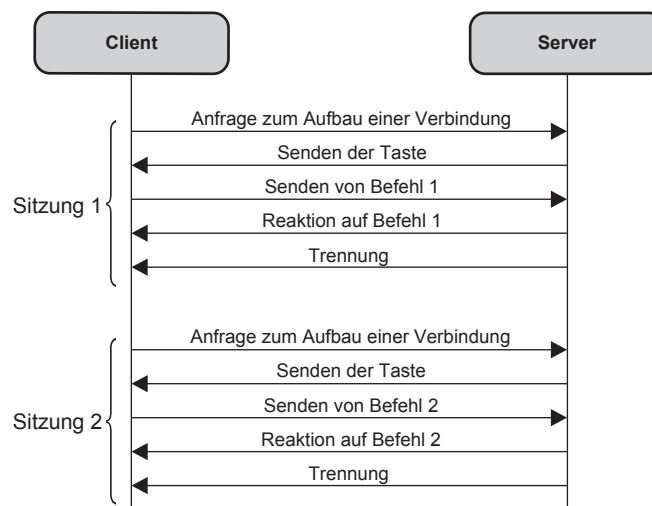 Client
Server
Anfrage zum Aufbau einer Verbindung
Senden der Taste
Senden von Befehl 1
Sitzung 1
Reaktion auf Befehl 1
Trennung
Anfrage zum Aufbau einer Verbindung
Senden der Taste
Senden von Befehl 2
Sitzung 2
Reaktion auf Befehl 2
Trennung